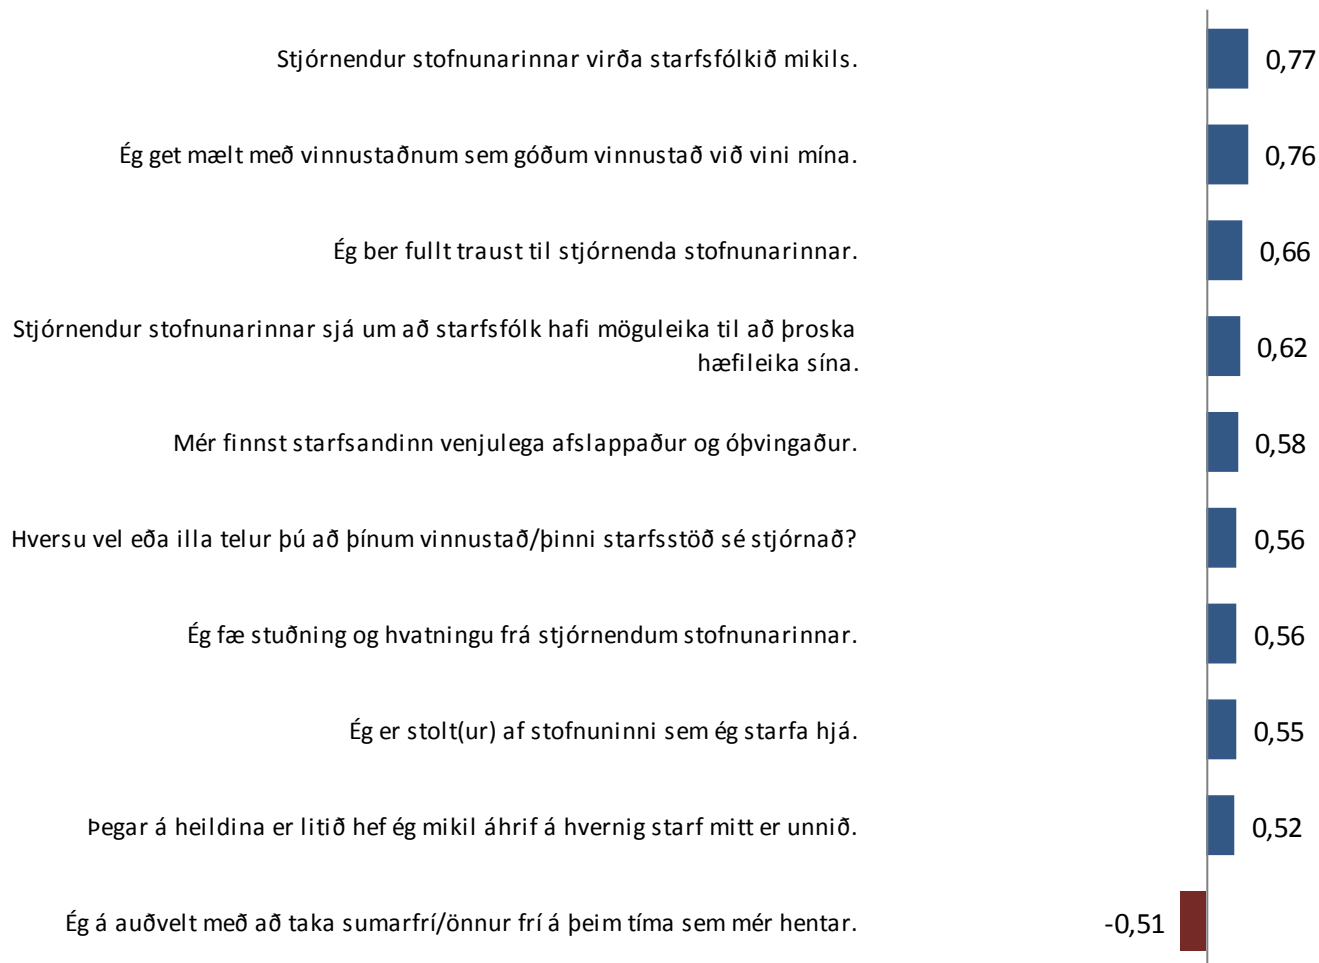 Stjórnendur stofnunarinnar virða starfsfólkið mikils.
0,77
Ég get mælt með vinnustaðnum sem góðum vinnustað við vini mína.
0,76
Ég ber fullt traust til stjórnenda stofnunarinnar.
0,66
Stjórnendur stofnunarinnar sjá um að starfsfólk hafi möguleika til að þroska
hæfileika sína.
0,62
Mér finnst starfsandinn venjulega afslappaður og óþvingaður.
0,58
Hversu vel eða illa telur þú að þínum vinnustað/þinni starfsstöð sé stjórnað?
0,56
Ég fæ stuðning og hvatningu frá stjórnendum stofnunarinnar.
0,56
Ég er stolt(ur) af stofnuninni sem ég starfa hjá.
0,55
Þegar á heildina er litið hef ég mikil áhrif á hvernig starf mitt er unnið.
0,52
Ég á auðvelt með að taka sumarfrí/önnur frí á þeim tíma sem mér hentar.
-0,51